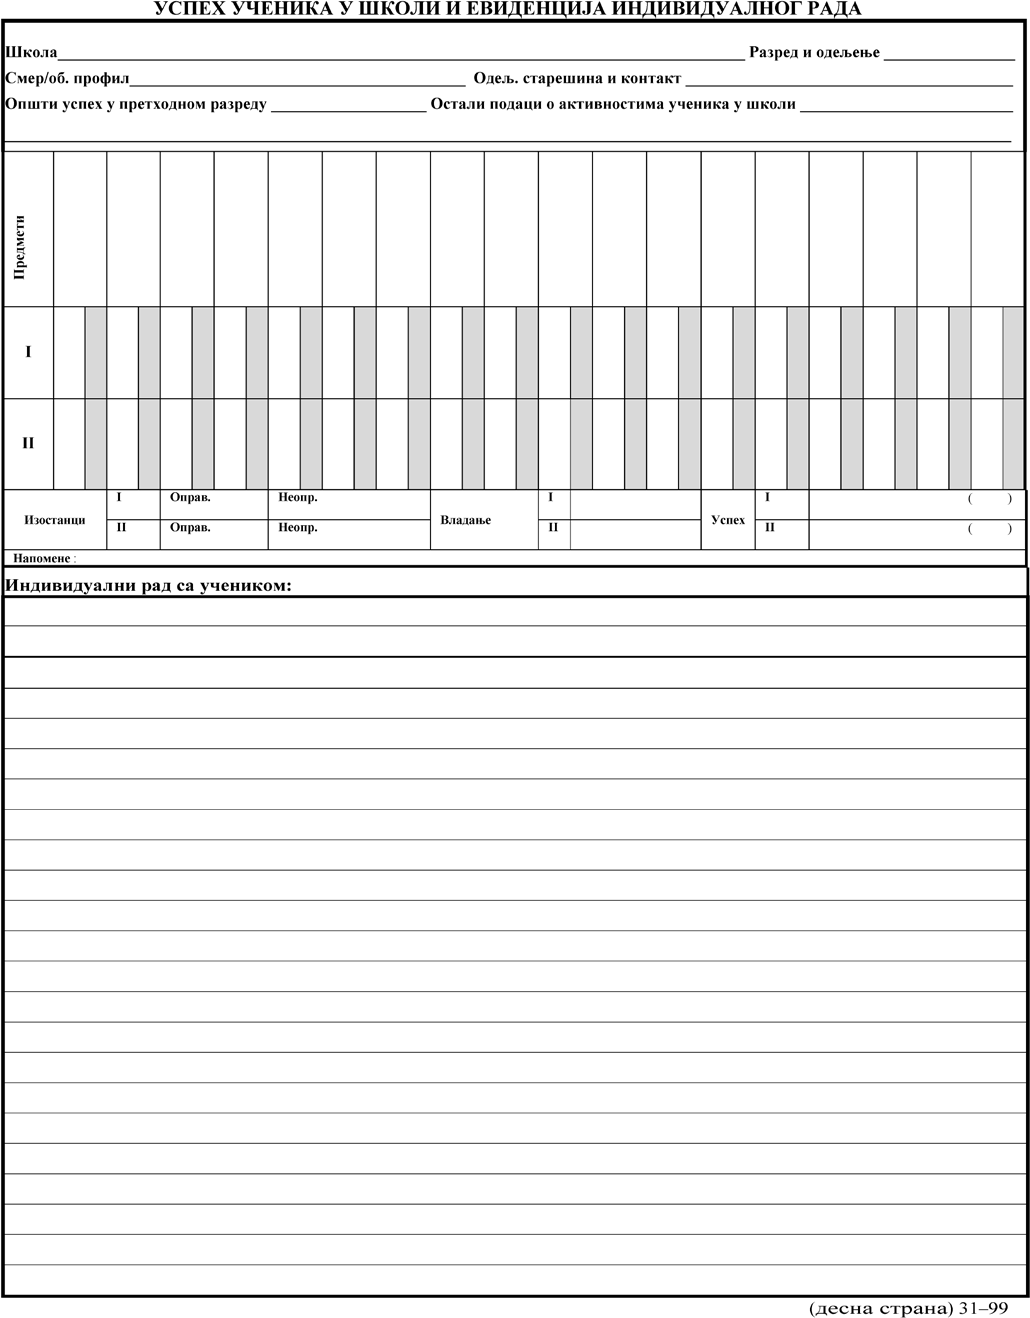 УСПЕХ УЧЕНИКА У ШКОЛИ И ЕВИДЕНЦИЈА ИНДИВИДУАЛНОГ РАДА
Школа Разред и одељење
Смер/об. профил Одељ. старешина и контакт
Општи успех у претходном разреду Остали подаци о активностима ученика у школи
Предмети
I
II
Изостанци I Оправ. Неопр. Владање I Успех I ( )
II Оправ. Неопр. II II ( )
Напомене :
Индивидуални рад са учеником:
(десна страна) 31–99